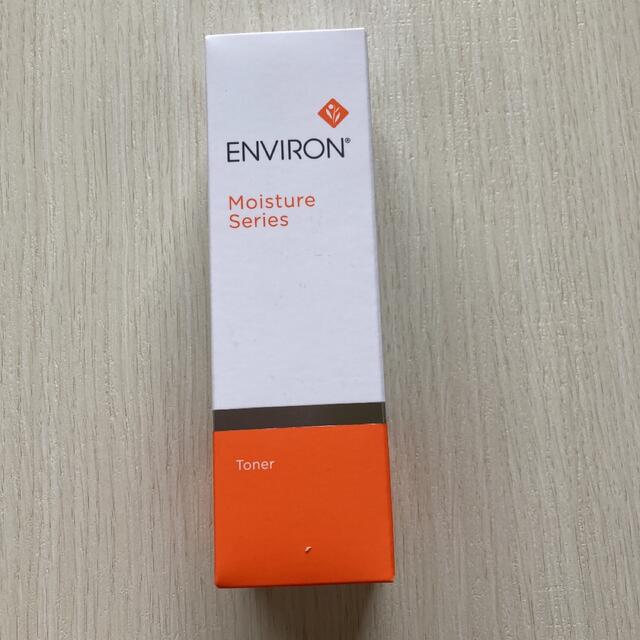 ENVIRON®
Moisture
Series
Toner